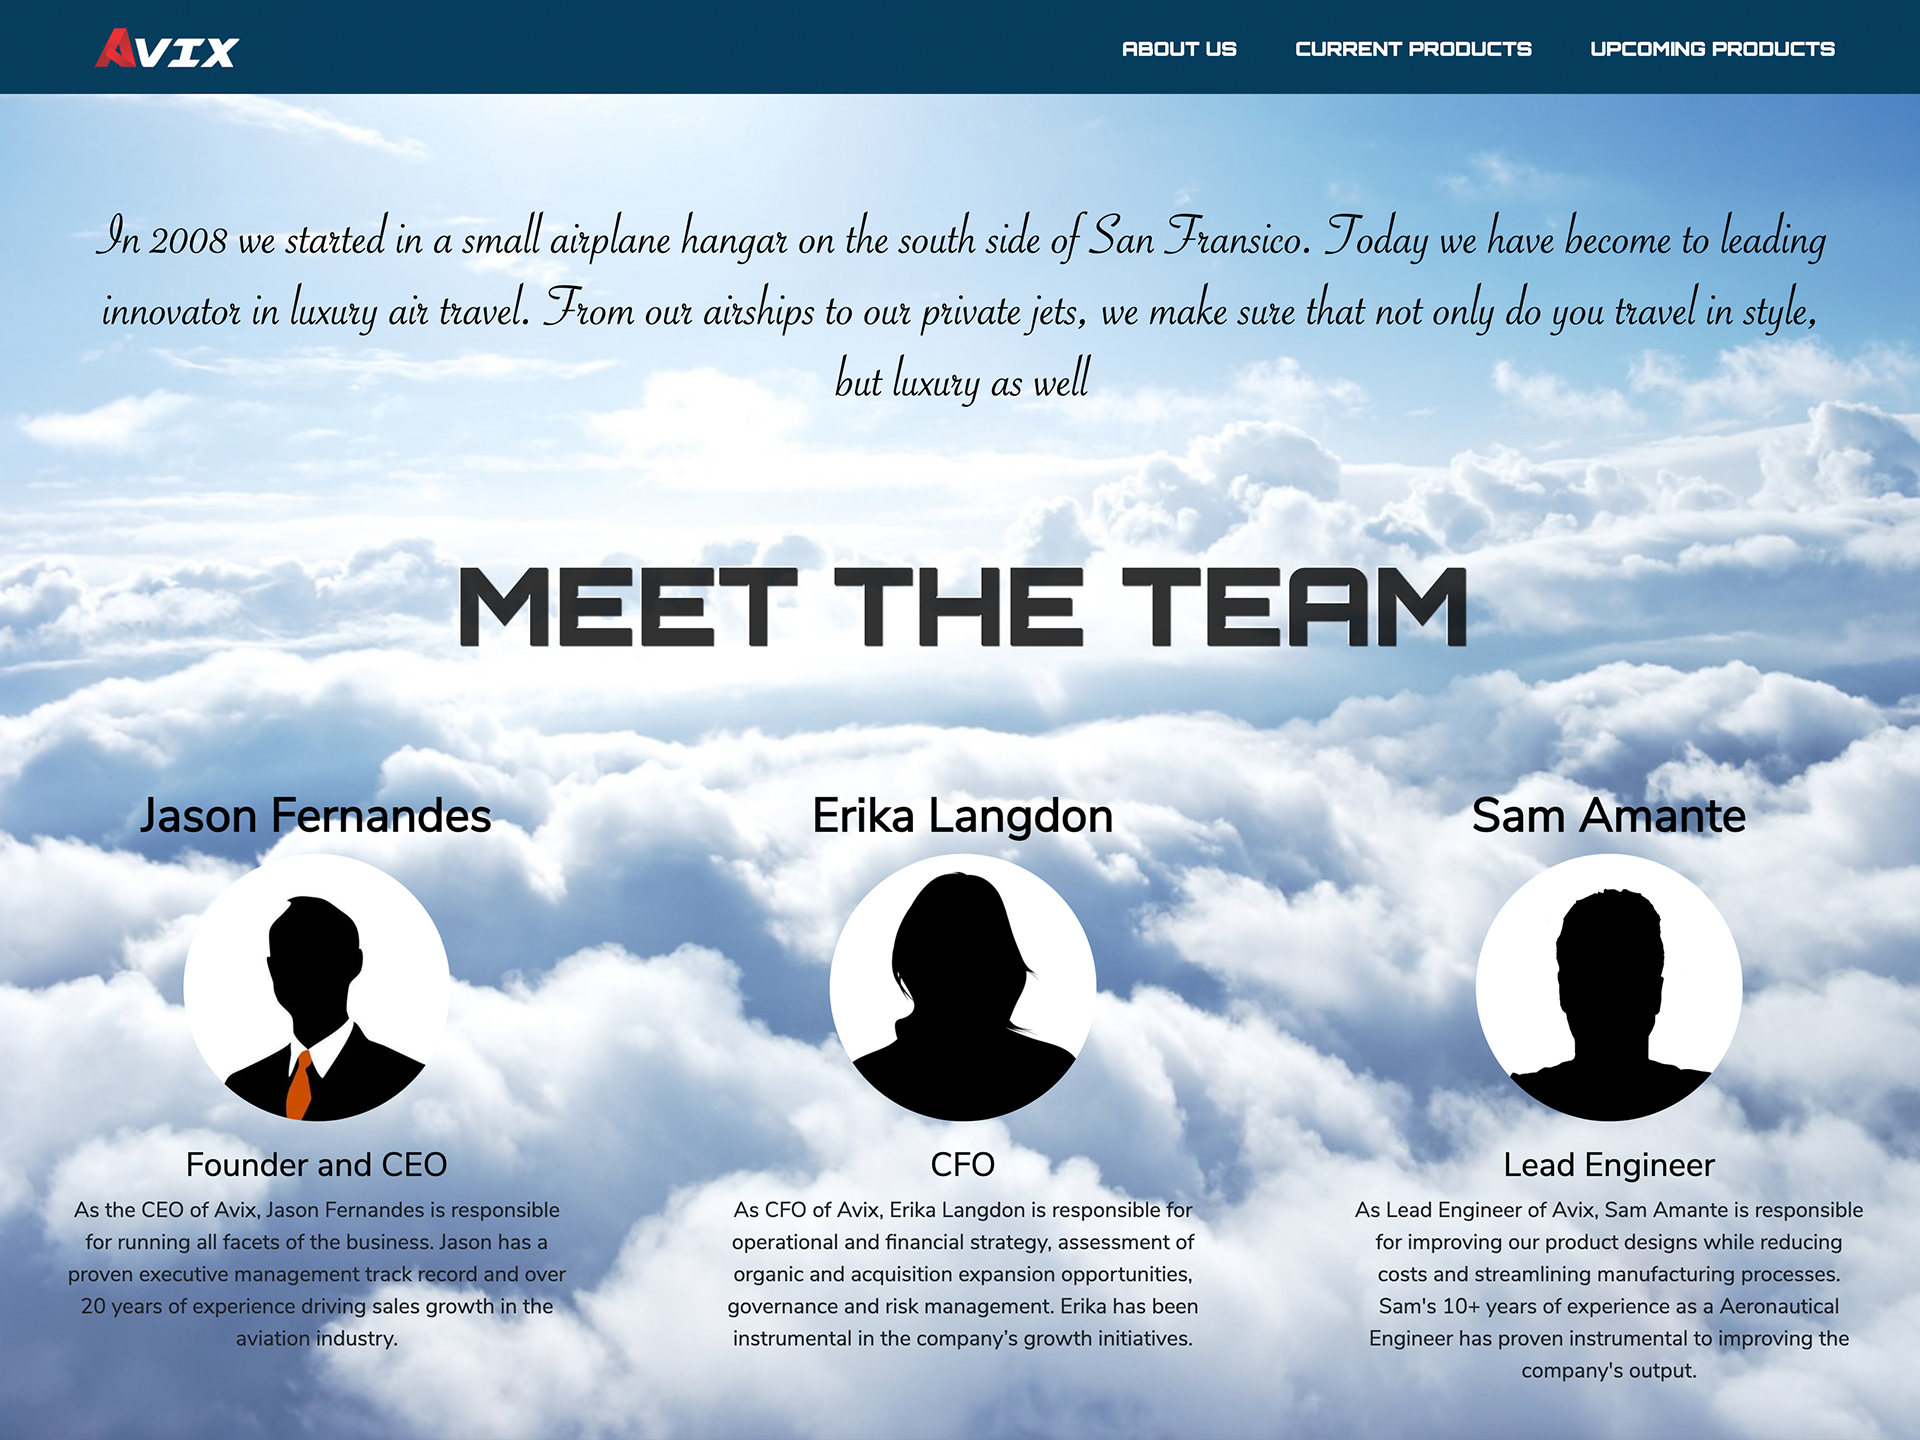 AVIX
ABOUT US
CURRENT PRODUCTS
UPCOMING PRODUCTS
In 2008 we started in a small airplane hangar on the south side of San Fransico. Today we have become to leading
innovator in luxury air travel. From our airships to our private jets, we make sure that not only do you travel in style,
but luxury as well
MEET THE TEAM
Jason Fernandes
Founder and CEO
As the CEO of Avix, Jason Fernandes is responsible
for running all facets of the business. Jason has a
proven executive management track record and over
20 years of experience driving sales growth in the
aviation industry.
Erika Langdon
CFO
As CFO of Avix, Erika Langdon is responsible for
operational and financial strategy, assessment of
organic and acquisition expansion opportunities,
governance and risk management. Erika has been
instrumental in the company’s growth initiatives.
Sam Amante
Lead Engineer
As Lead Engineer of Avix, Sam Amante is responsible
for improving our product designs while reducing
costs and streamlining manufacturing processes.
Sam's 10+ years of experience as a Aeronautical
Engineer has proven instrumental to improving the
company's output.